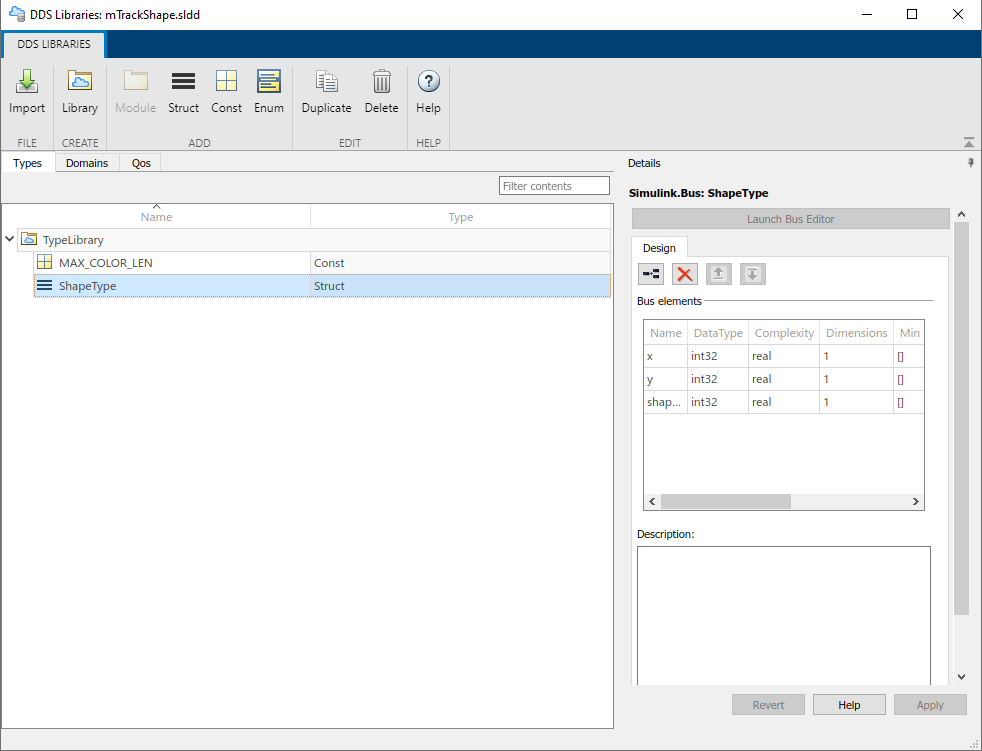 DDS Libraries: mTrackShape.sldd
DDS LIBRARIES
Import Library Module Struct Const Enum Duplicate Delete Help
FILE CREATE ADD EDIT HELP
Types Domains Qos
Filter contents
Name Type
TypeLibrary
MAX_COLOR_LEN Const
ShapeType Struct
Details
Simulink.Bus: ShapeType
Launch Bus Editor
Design
Bus elements
Name DataType Complexity Dimensions Min
x int32 real 1 []
y int32 real 1 []
shap... int32 real 1 []
Description:
Revert Help Apply